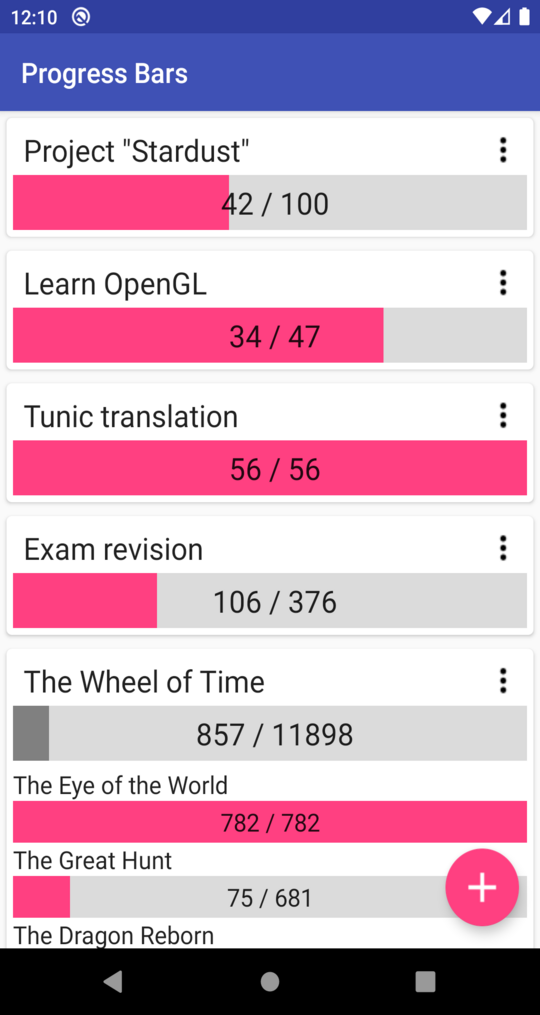 12:10
Progress Bars
Project "Stardust"
42 / 100
Learn OpenGL
34 / 47
Tunic translation
56 / 56
Exam revision
106 / 376
The Wheel of Time
857 / 11898
The Eye of the World
782 / 782
The Great Hunt
75 / 681
The Dragon Reborn